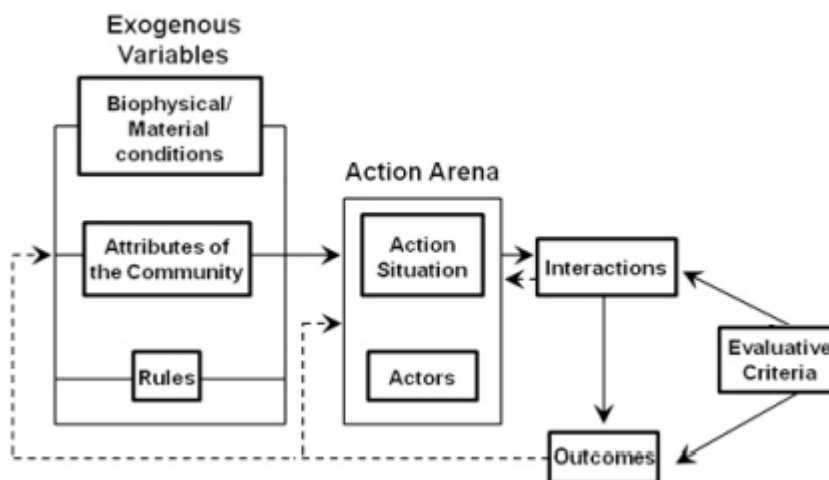 Exogenous
Variables
Biophysical/
Material
conditions
Attributes of
the Community
Rules
Action Arena
Action
Situation
Actors
Interactions
Outcomes
Evaluative
Criteria